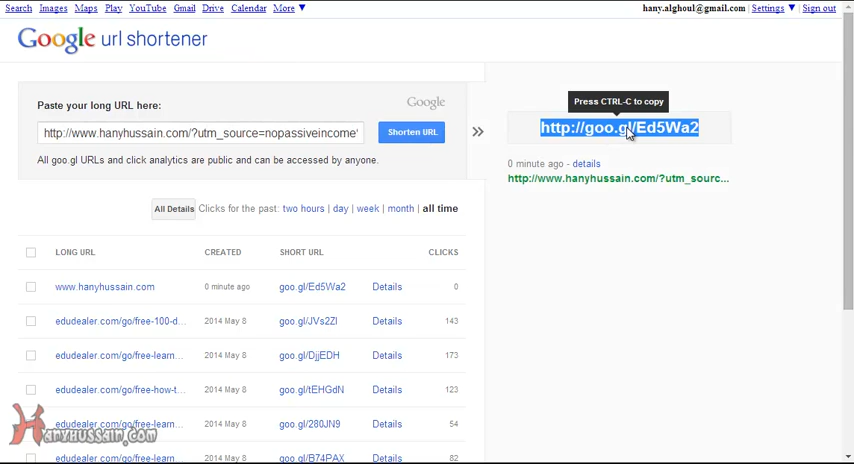 Search Images Maps Play YouTube Gmail Drive Calendar More ▼ hany.alghoul@gmail.com | Settings ▼ | Sign out
Google url shortener
Paste your long URL here:
Google
http://www.hanyhussain.com/?utm_source=nopassiveincome'
Shorten URL
All goo.gl URLs and click analytics are public and can be accessed by anyone.
»
Press CTRL-C to copy
http://goo.gl/Ed5Wa2
0 minute ago - details
http://www.hanyhussain.com/?utm_sourc...
All Details Clicks for the past: two hours | day | week | month | all time
LONG URL CREATED SHORT URL CLICKS
www.hanyhussain.com 0 minute ago goo.gl/Ed5Wa2 Details 0
edudealer.com/go/free-100-d... 2014 May 8 goo.gl/JVs2Zl Details 143
edudealer.com/go/free-learn... 2014 May 8 goo.gl/DjjEDH Details 173
edudealer.com/go/free-how-t... 2014 May 8 goo.gl/tEHGdN Details 123
edudealer.com/go/free-learn... 2014 May 8 goo.gl/280JN9 Details 54
edudealer.com/go/free-learn... 2014 May 8 goo.gl/B74PAX Details 82
Hanyhussain.com